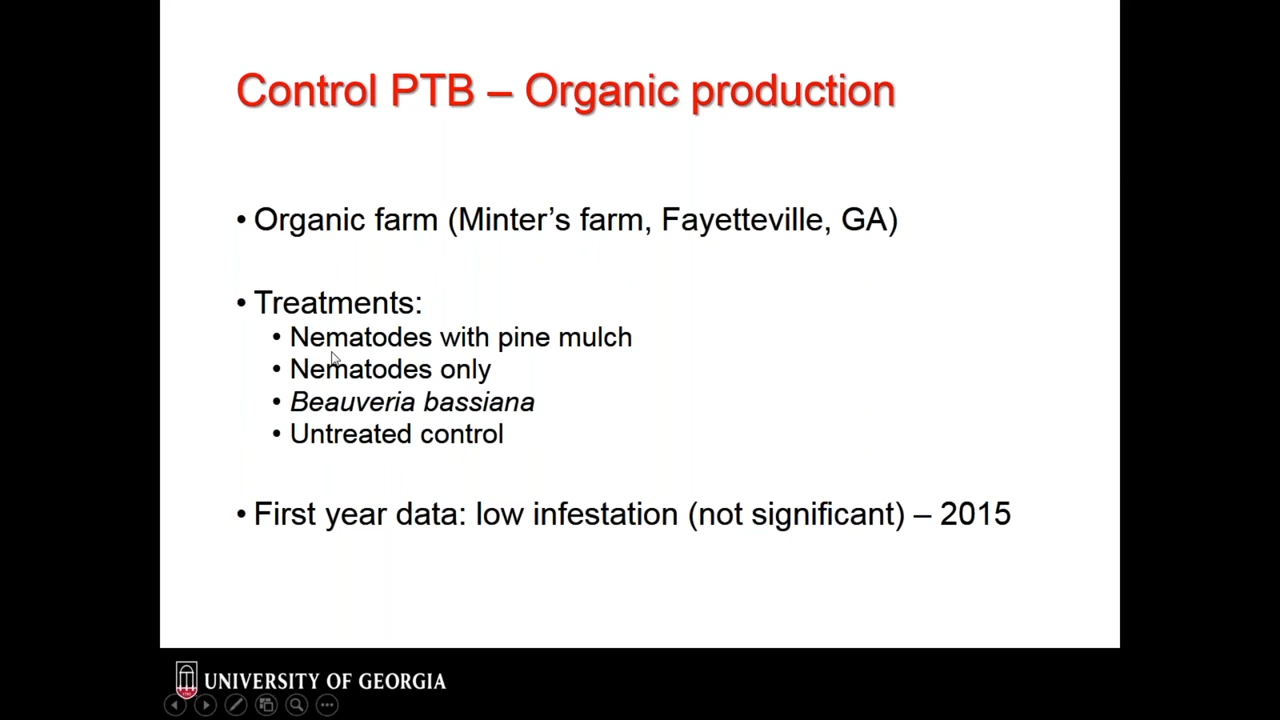 Control PTB – Organic production
• Organic farm (Minter's farm, Fayetteville, GA)
• Treatments:
• Nematodes with pine mulch
• Nematodes only
• Beauveria bassiana
• Untreated control
• First year data: low infestation (not significant) – 2015
UNIVERSITY OF GEORGIA